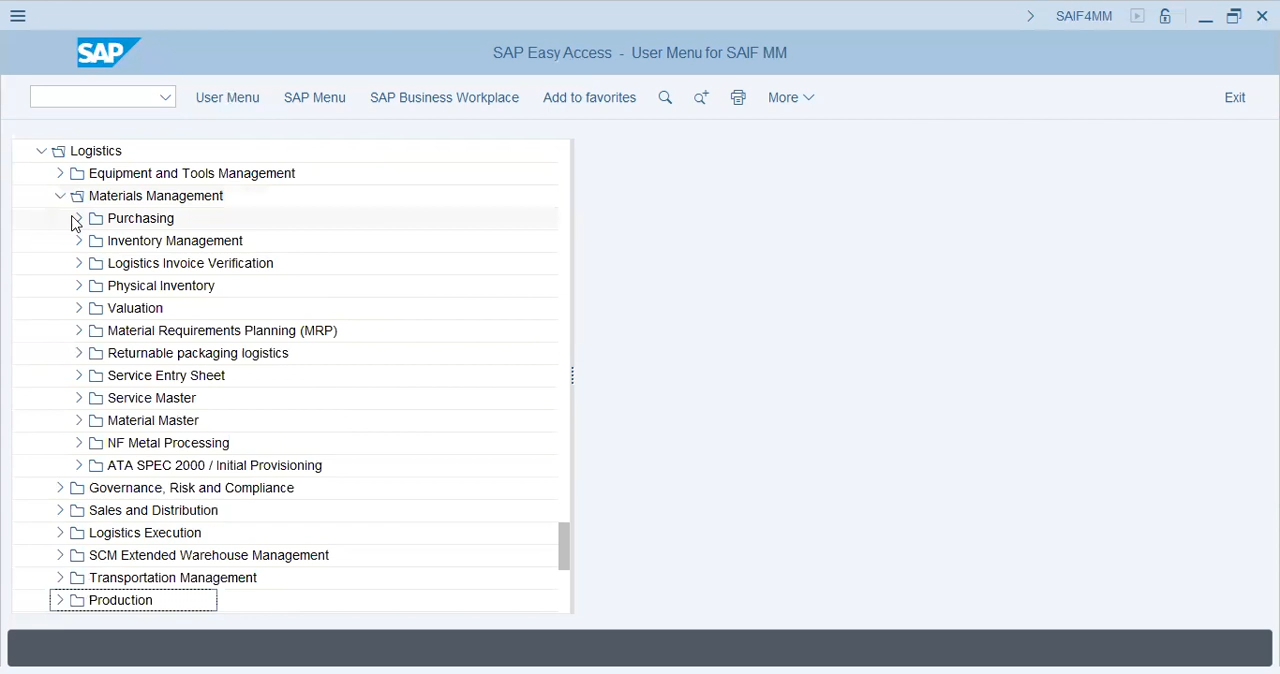 SAIF4MM
SAP
SAP Easy Access - User Menu for SAIF MM
User Menu SAP Menu SAP Business Workplace Add to favorites More Exit
Logistics
Equipment and Tools Management
Materials Management
Purchasing
Inventory Management
Logistics Invoice Verification
Physical Inventory
Valuation
Material Requirements Planning (MRP)
Returnable packaging logistics
Service Entry Sheet
Service Master
Material Master
NF Metal Processing
ATA SPEC 2000 / Initial Provisioning
Governance, Risk and Compliance
Sales and Distribution
Logistics Execution
SCM Extended Warehouse Management
Transportation Management
Production